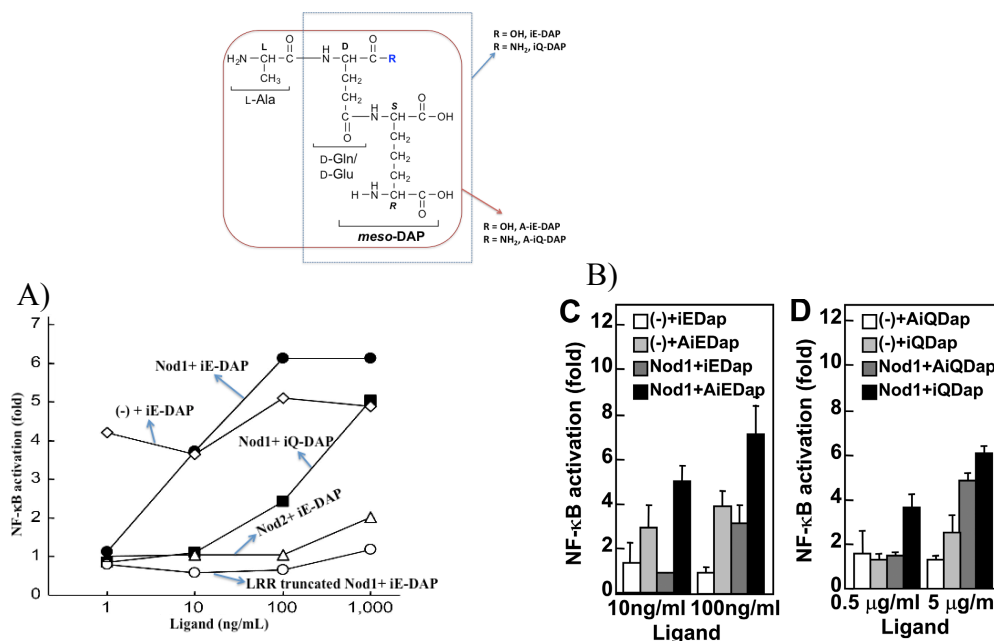 R = OH, iE-DAP
R = NH2, iQ-DAP
L
O
H
D
O
H2N—CH—C
N—CH—C—R
CH3
CH2
L-Ala
CH2
H
S
O
C—N—CH—C—OH
O
CH2
D-Gln/
D-Glu
CH2
CH2
H
O
H—N—CH—C—OH
R
meso-DAP
R = OH, A-iE-DAP
R = NH2, A-iQ-DAP
A)
NF-κB activation (fold)
7
6
5
4
3
2
1
0
Nod1+ iE-DAP
(-) + iE-DAP
Nod1+ iQ-DAP
Nod2+ iE-DAP
LRR truncated Nod1+ iE-DAP
1 10 100 1,000
Ligand (ng/mL)
B)
C
NF-κB activation (fold)
12
10
8
6
4
2
0
(-)+iEDap
(-)+AiEDap
Nod1+iEDap
Nod1+AiEDap
10ng/ml 100ng/ml
Ligand
D
NF-κB activation (fold)
12
10
8
6
4
2
0
(-)+AiQDap
(-)+iQDap
Nod1+AiQDap
Nod1+iQDap
0.5 μg/ml 5 μg/ml
Ligand